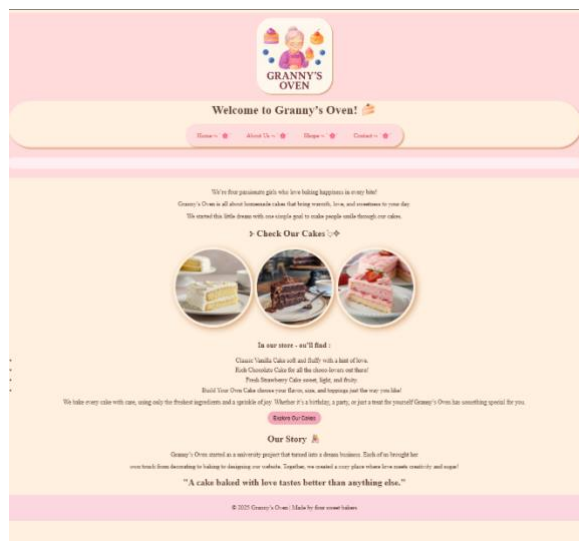 GRANNY'S
OVEN
Welcome to Granny's Oven! 🍰
Home ~ 🌸 About Us ~ 🌸 Shope ~ 🌸 Contact ~ 🌸
We're four passionate girls who love baking happiness in every bite!
Granny's Oven is all about homemade cakes that bring warmth, love, and sweetness to your day
We started this little dream with one simple goal to make people smile through our cakes.
Check Our Cakes
In our store - ou'll find :
Classic Vanilla Cake soft and fluffy with a hint of love.
Rich Chocolate Cake for all the choco lovers out there!
Fresh Strawberry Cake sweet, light, and fruity.
Build Your Own Cake choose your flavor, size, and toppings just the way you like!
We bake every cake with care, using only the freshest ingredients and a sprinkle of joy. Whether it's a birthday, a party, or just a treat for yourself Granny's Oven has something special for you.
Explore Our Cakes
Our Story
Granny's Oven started as a university project that turned into a dream business. Each of us brought her
own touch from decorating to baking to designing our website. Together, we created a cozy place where love meets creativity and sugar!
"A cake baked with love tastes better than anything else."
© 2025 Granny's Oven | Made by four sweet bakers